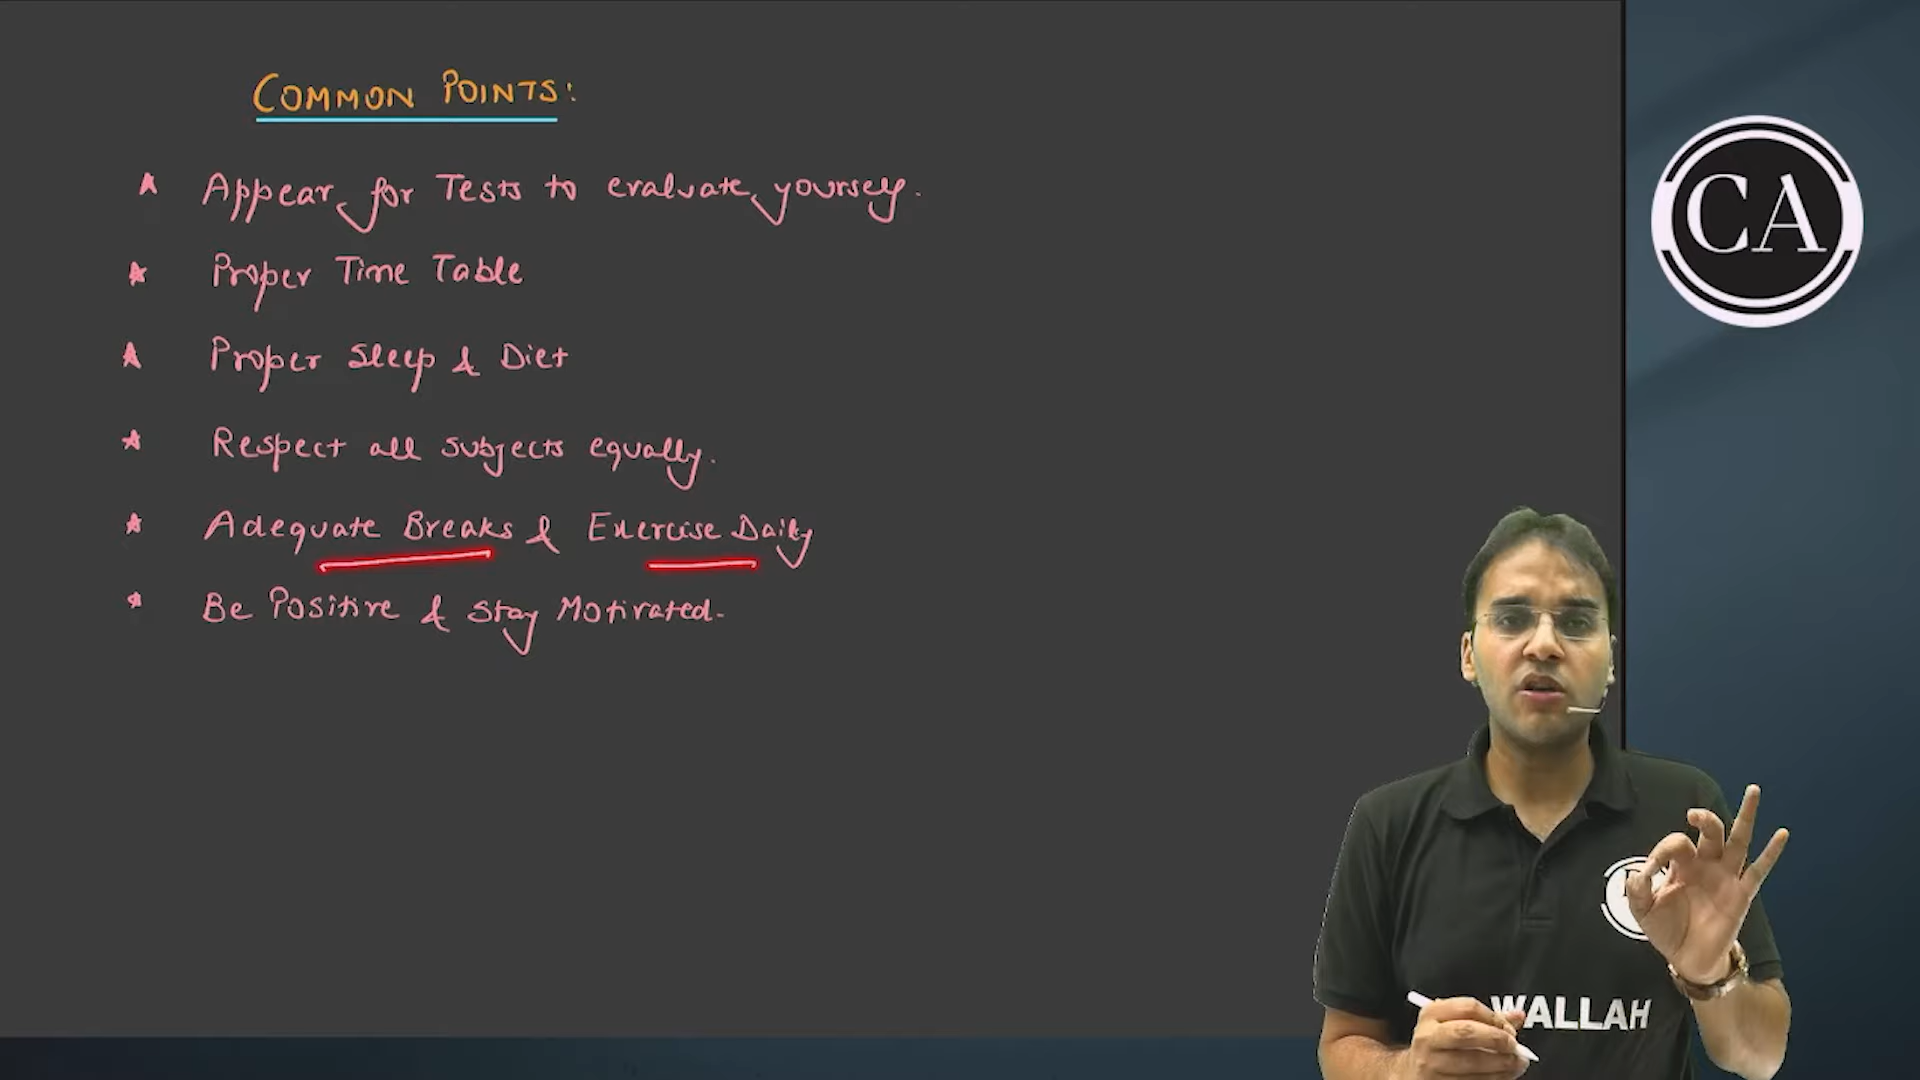 COMMON POINTS:
Appear for Tests to evaluate yourself.
Proper Time Table
Proper Sleep & Diet
Respect all subjects equally.
Adequate Breaks & Exercise Daily
Be Positive & Stay Motivated.
CA
WALLAH